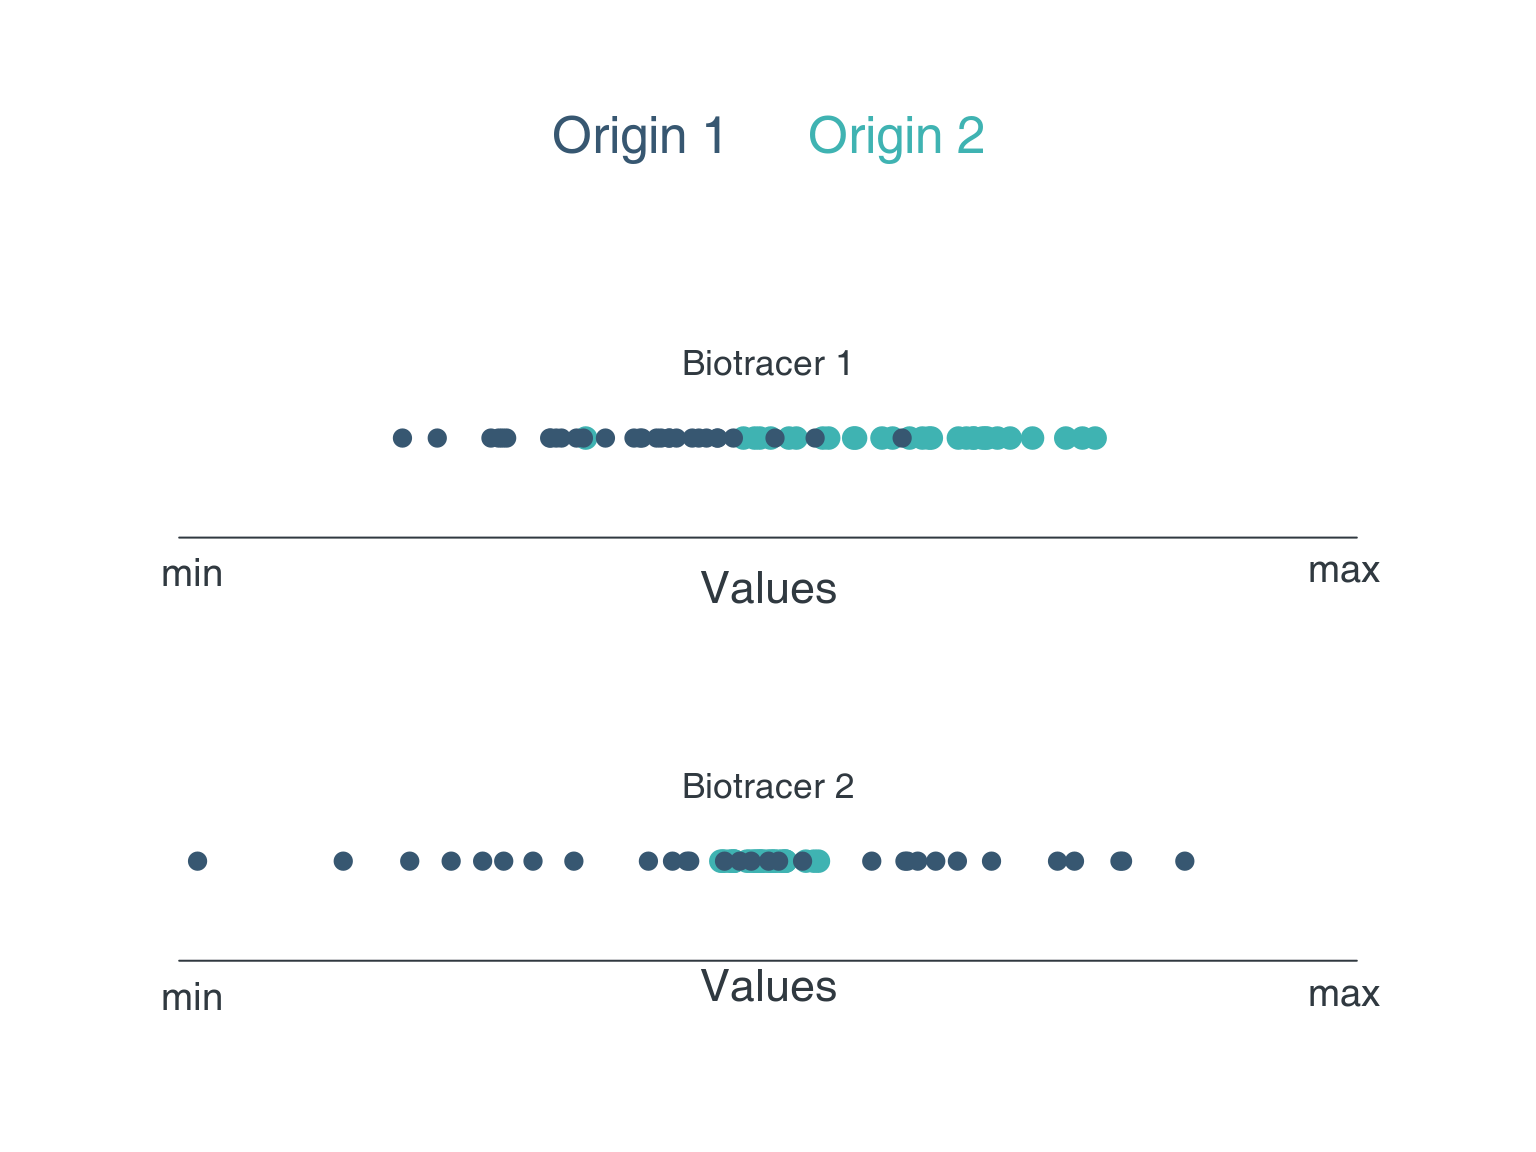 Origin 1 Origin 2
Biotracer 1
min Values max
Biotracer 2
min Values max